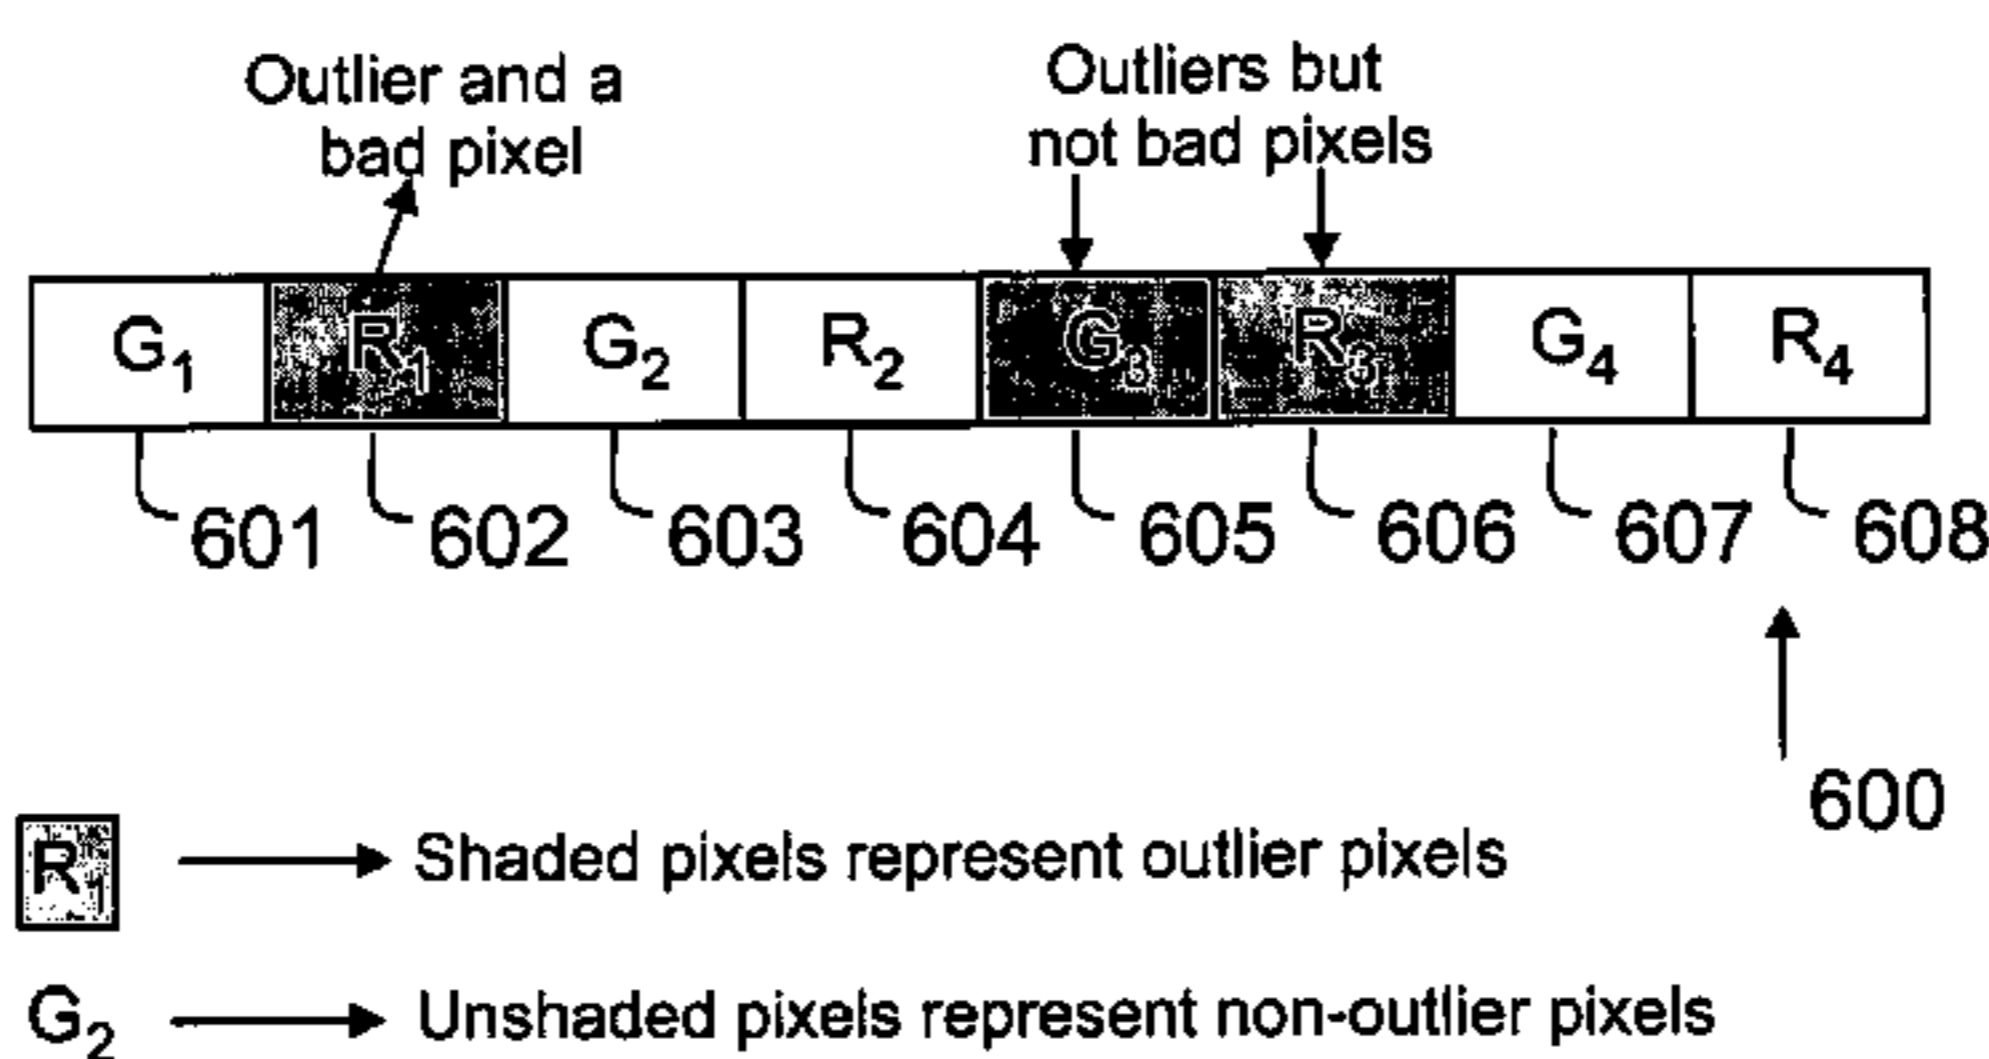 Outlier and a
bad pixel
Outliers but
not bad pixels
G1 R1 G2 R2 G3 R3 G4 R4
601 602 603 604 605 606 607 608
600
R1 Shaded pixels represent outlier pixels
G2 Unshaded pixels represent non-outlier pixels